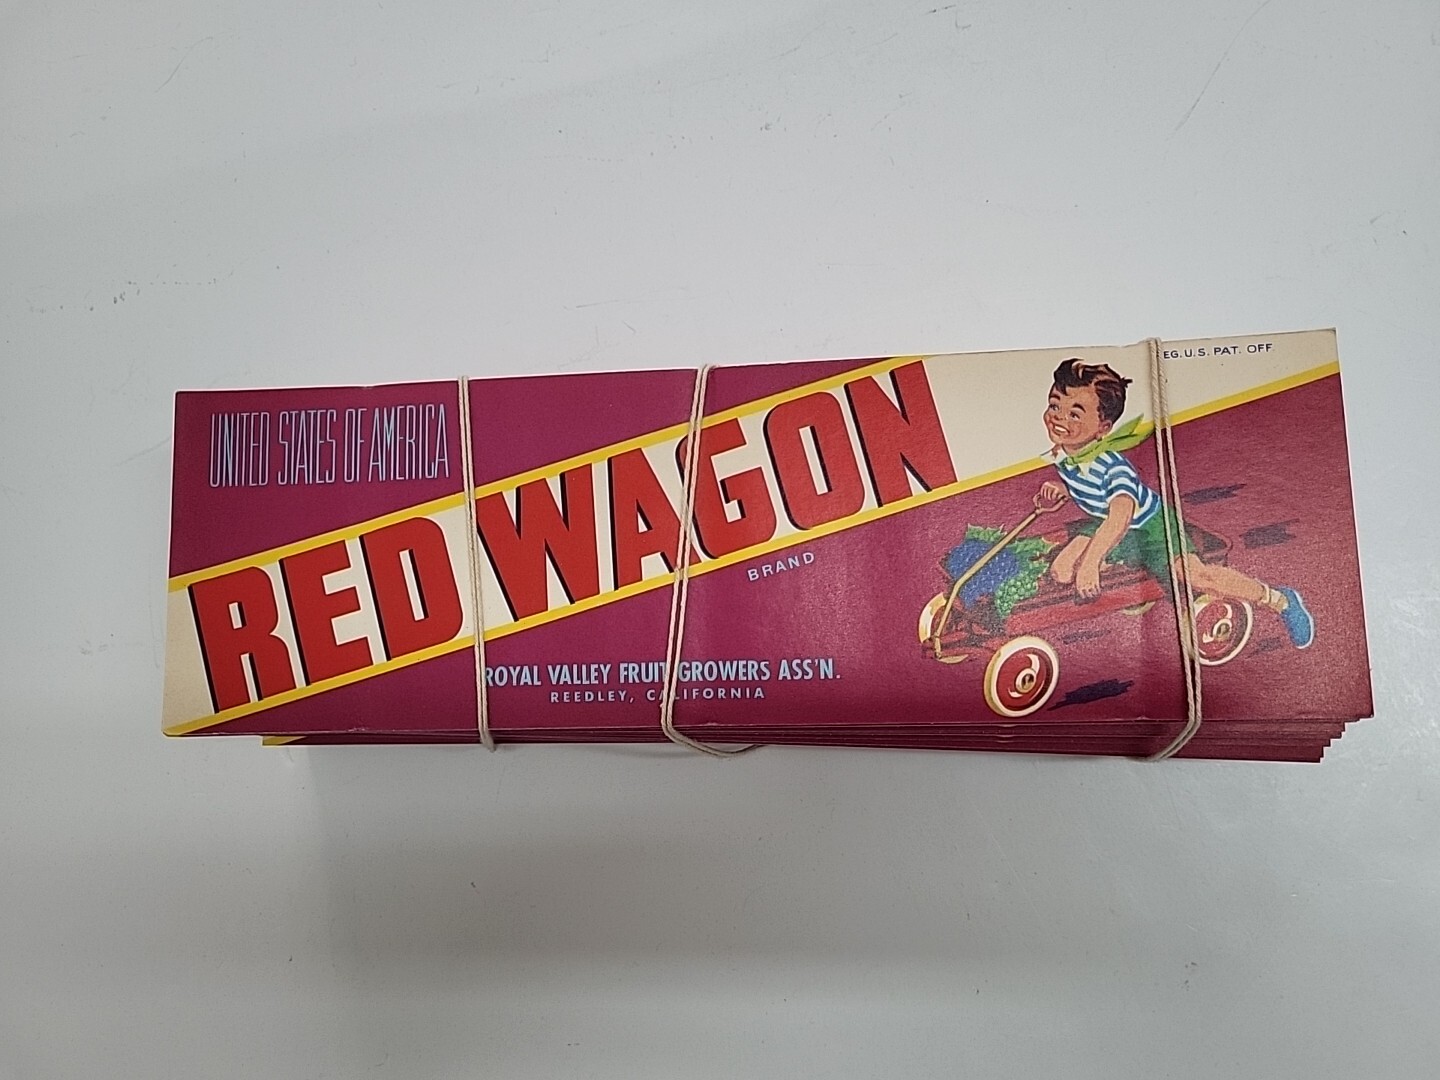 UNITED STATES OF AMERICA
EG. U.S. PAT. OFF.
RED WAGON
BRAND
ROYAL VALLEY FRUIT GROWERS ASS'N.
REEDLEY, CALIFORNIA